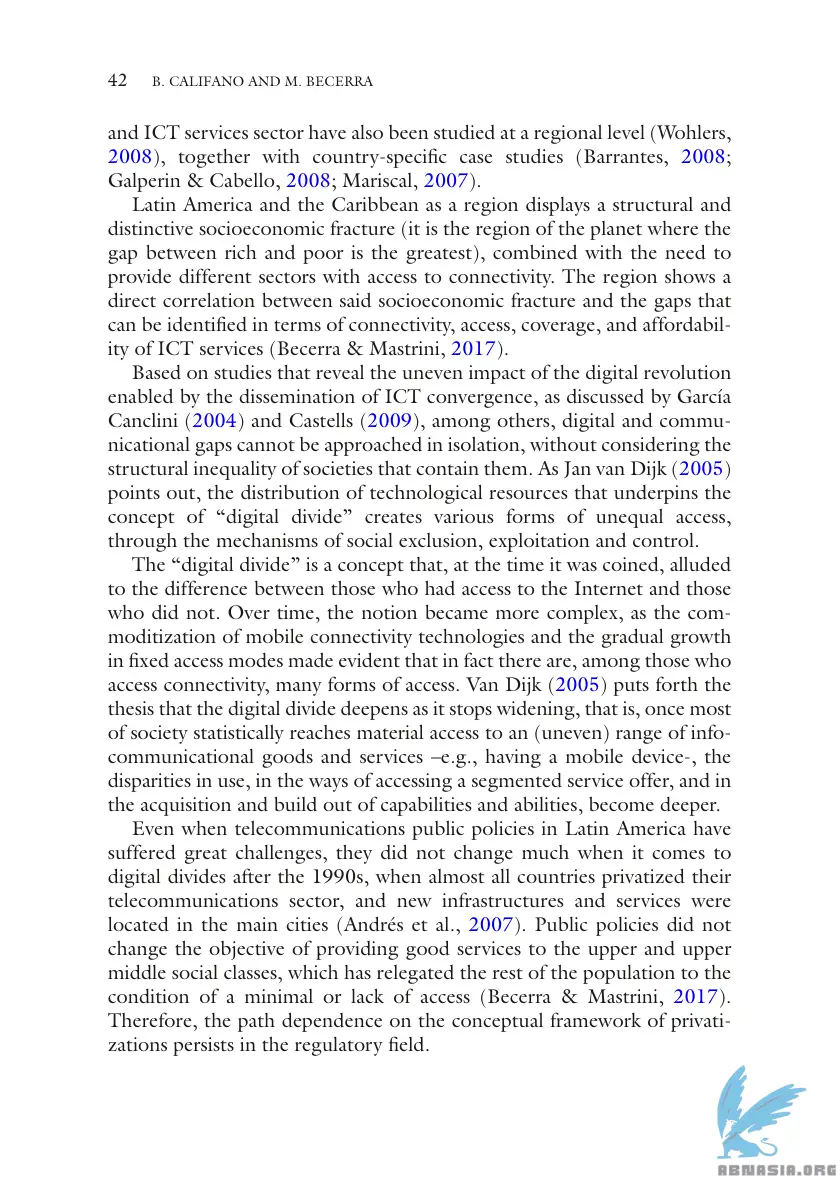 42 B. CALIFANO AND M. BECERRA
and ICT services sector have also been studied at a regional level (Wohlers,
2008), together with country-specific case studies (Barrantes, 2008;
Galperin & Cabello, 2008; Mariscal, 2007).
Latin America and the Caribbean as a region displays a structural and
distinctive socioeconomic fracture (it is the region of the planet where the
gap between rich and poor is the greatest), combined with the need to
provide different sectors with access to connectivity. The region shows a
direct correlation between said socioeconomic fracture and the gaps that
can be identified in terms of connectivity, access, coverage, and affordabil-
ity of ICT services (Becerra & Mastrini, 2017).
Based on studies that reveal the uneven impact of the digital revolution
enabled by the dissemination of ICT convergence, as discussed by García
Canclini (2004) and Castells (2009), among others, digital and commu-
nicational gaps cannot be approached in isolation, without considering the
structural inequality of societies that contain them. As Jan van Dijk (2005)
points out, the distribution of technological resources that underpins the
concept of “digital divide” creates various forms of unequal access,
through the mechanisms of social exclusion, exploitation and control.
The “digital divide” is a concept that, at the time it was coined, alluded
to the difference between those who had access to the Internet and those
who did not. Over time, the notion became more complex, as the com-
moditization of mobile connectivity technologies and the gradual growth
in fixed access modes made evident that in fact there are, among those who
access connectivity, many forms of access. Van Dijk (2005) puts forth the
thesis that the digital divide deepens as it stops widening, that is, once most
of society statistically reaches material access to an (uneven) range of info-
communicational goods and services –e.g., having a mobile device-, the
disparities in use, in the ways of accessing a segmented service offer, and in
the acquisition and build out of capabilities and abilities, become deeper.
Even when telecommunications public policies in Latin America have
suffered great challenges, they did not change much when it comes to
digital divides after the 1990s, when almost all countries privatized their
telecommunications sector, and new infrastructures and services were
located in the main cities (Andrés et al., 2007). Public policies did not
change the objective of providing good services to the upper and upper
middle social classes, which has relegated the rest of the population to the
condition of a minimal or lack of access (Becerra & Mastrini, 2017).
Therefore, the path dependence on the conceptual framework of privati-
zations persists in the regulatory field.
ABNASIA.ORG